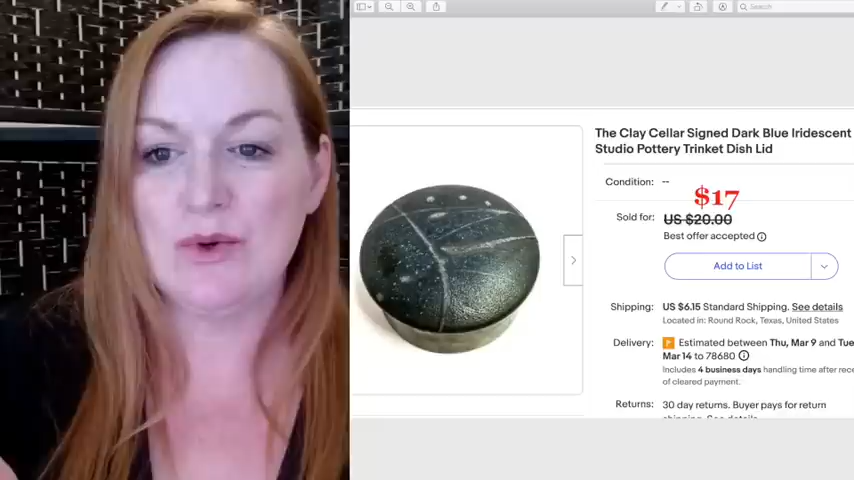 Search
The Clay Cellar Signed Dark Blue Iridescent
Studio Pottery Trinket Dish Lid
Condition: --
$17
Sold for: US $20.00
Best offer accepted
Add to List
Shipping: US $6.15 Standard Shipping. See details
Located in: Round Rock, Texas, United States
Delivery: Estimated between Thu, Mar 9 and Tue
Mar 14 to 78680
Includes 4 business days handling time after rece
of cleared payment.
Returns: 30 day returns. Buyer pays for return
shipping. See details